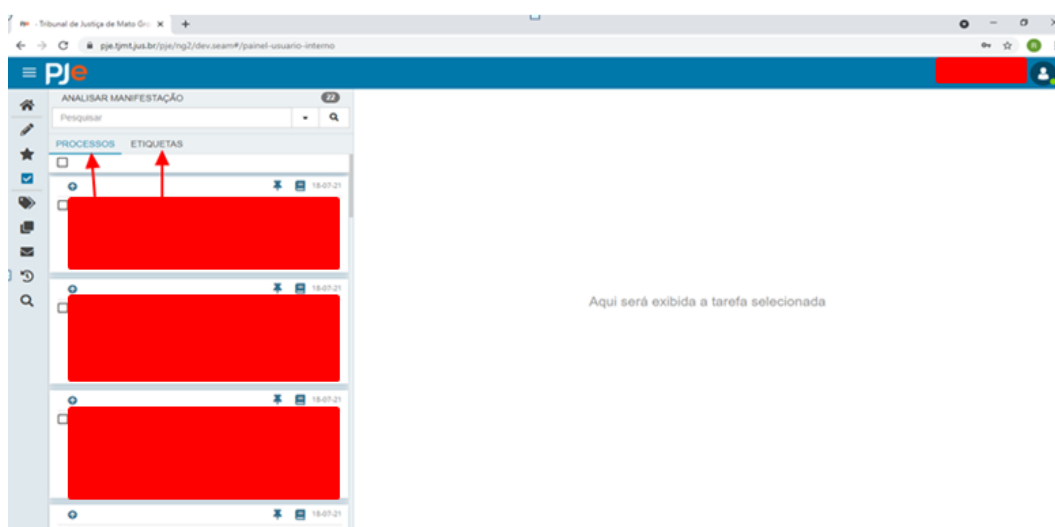 - Tribunal de Justiça de Mato Gro
pje.tjmt.jus.br/pje/ng2/dev.seam#/painel-usuario-interno
PJe
ANALISAR MANIFESTAÇÃO 22
Pesquisar
PROCESSOS ETIQUETAS
18-07-21
18-07-21
Aqui será exibida a tarefa selecionada
18-07-21
16-07-21